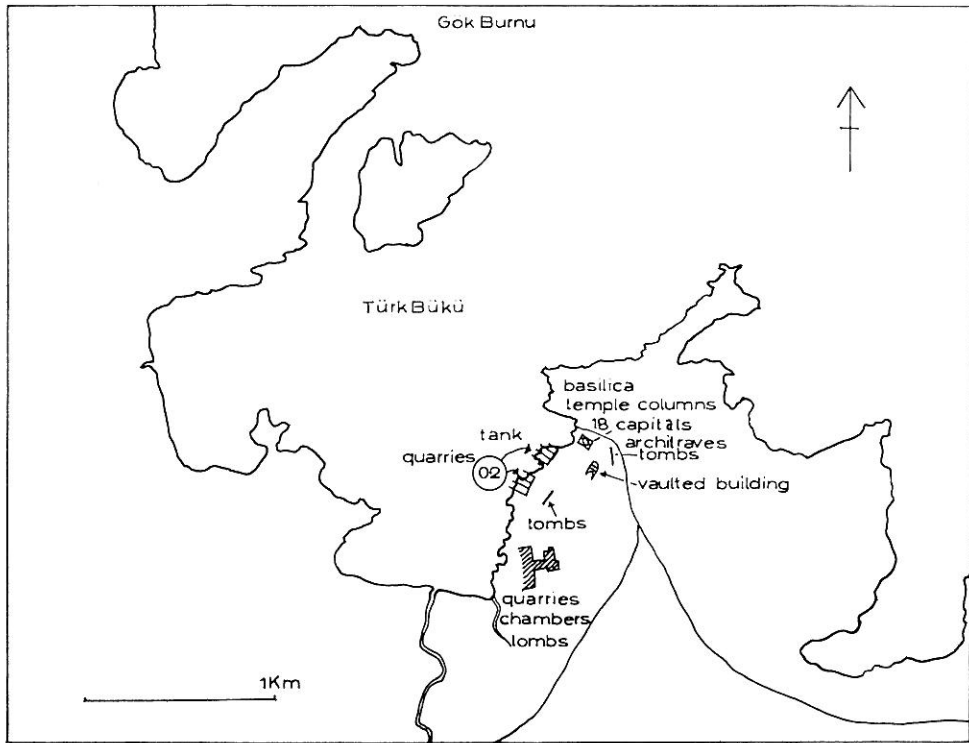 Gok Burnu
Türk Bükü
basilica
temple columns
18 capitals
architraves
tombs
tank
quarries
02
vaulted building
tombs
quarries
chambers
tombs
1Km